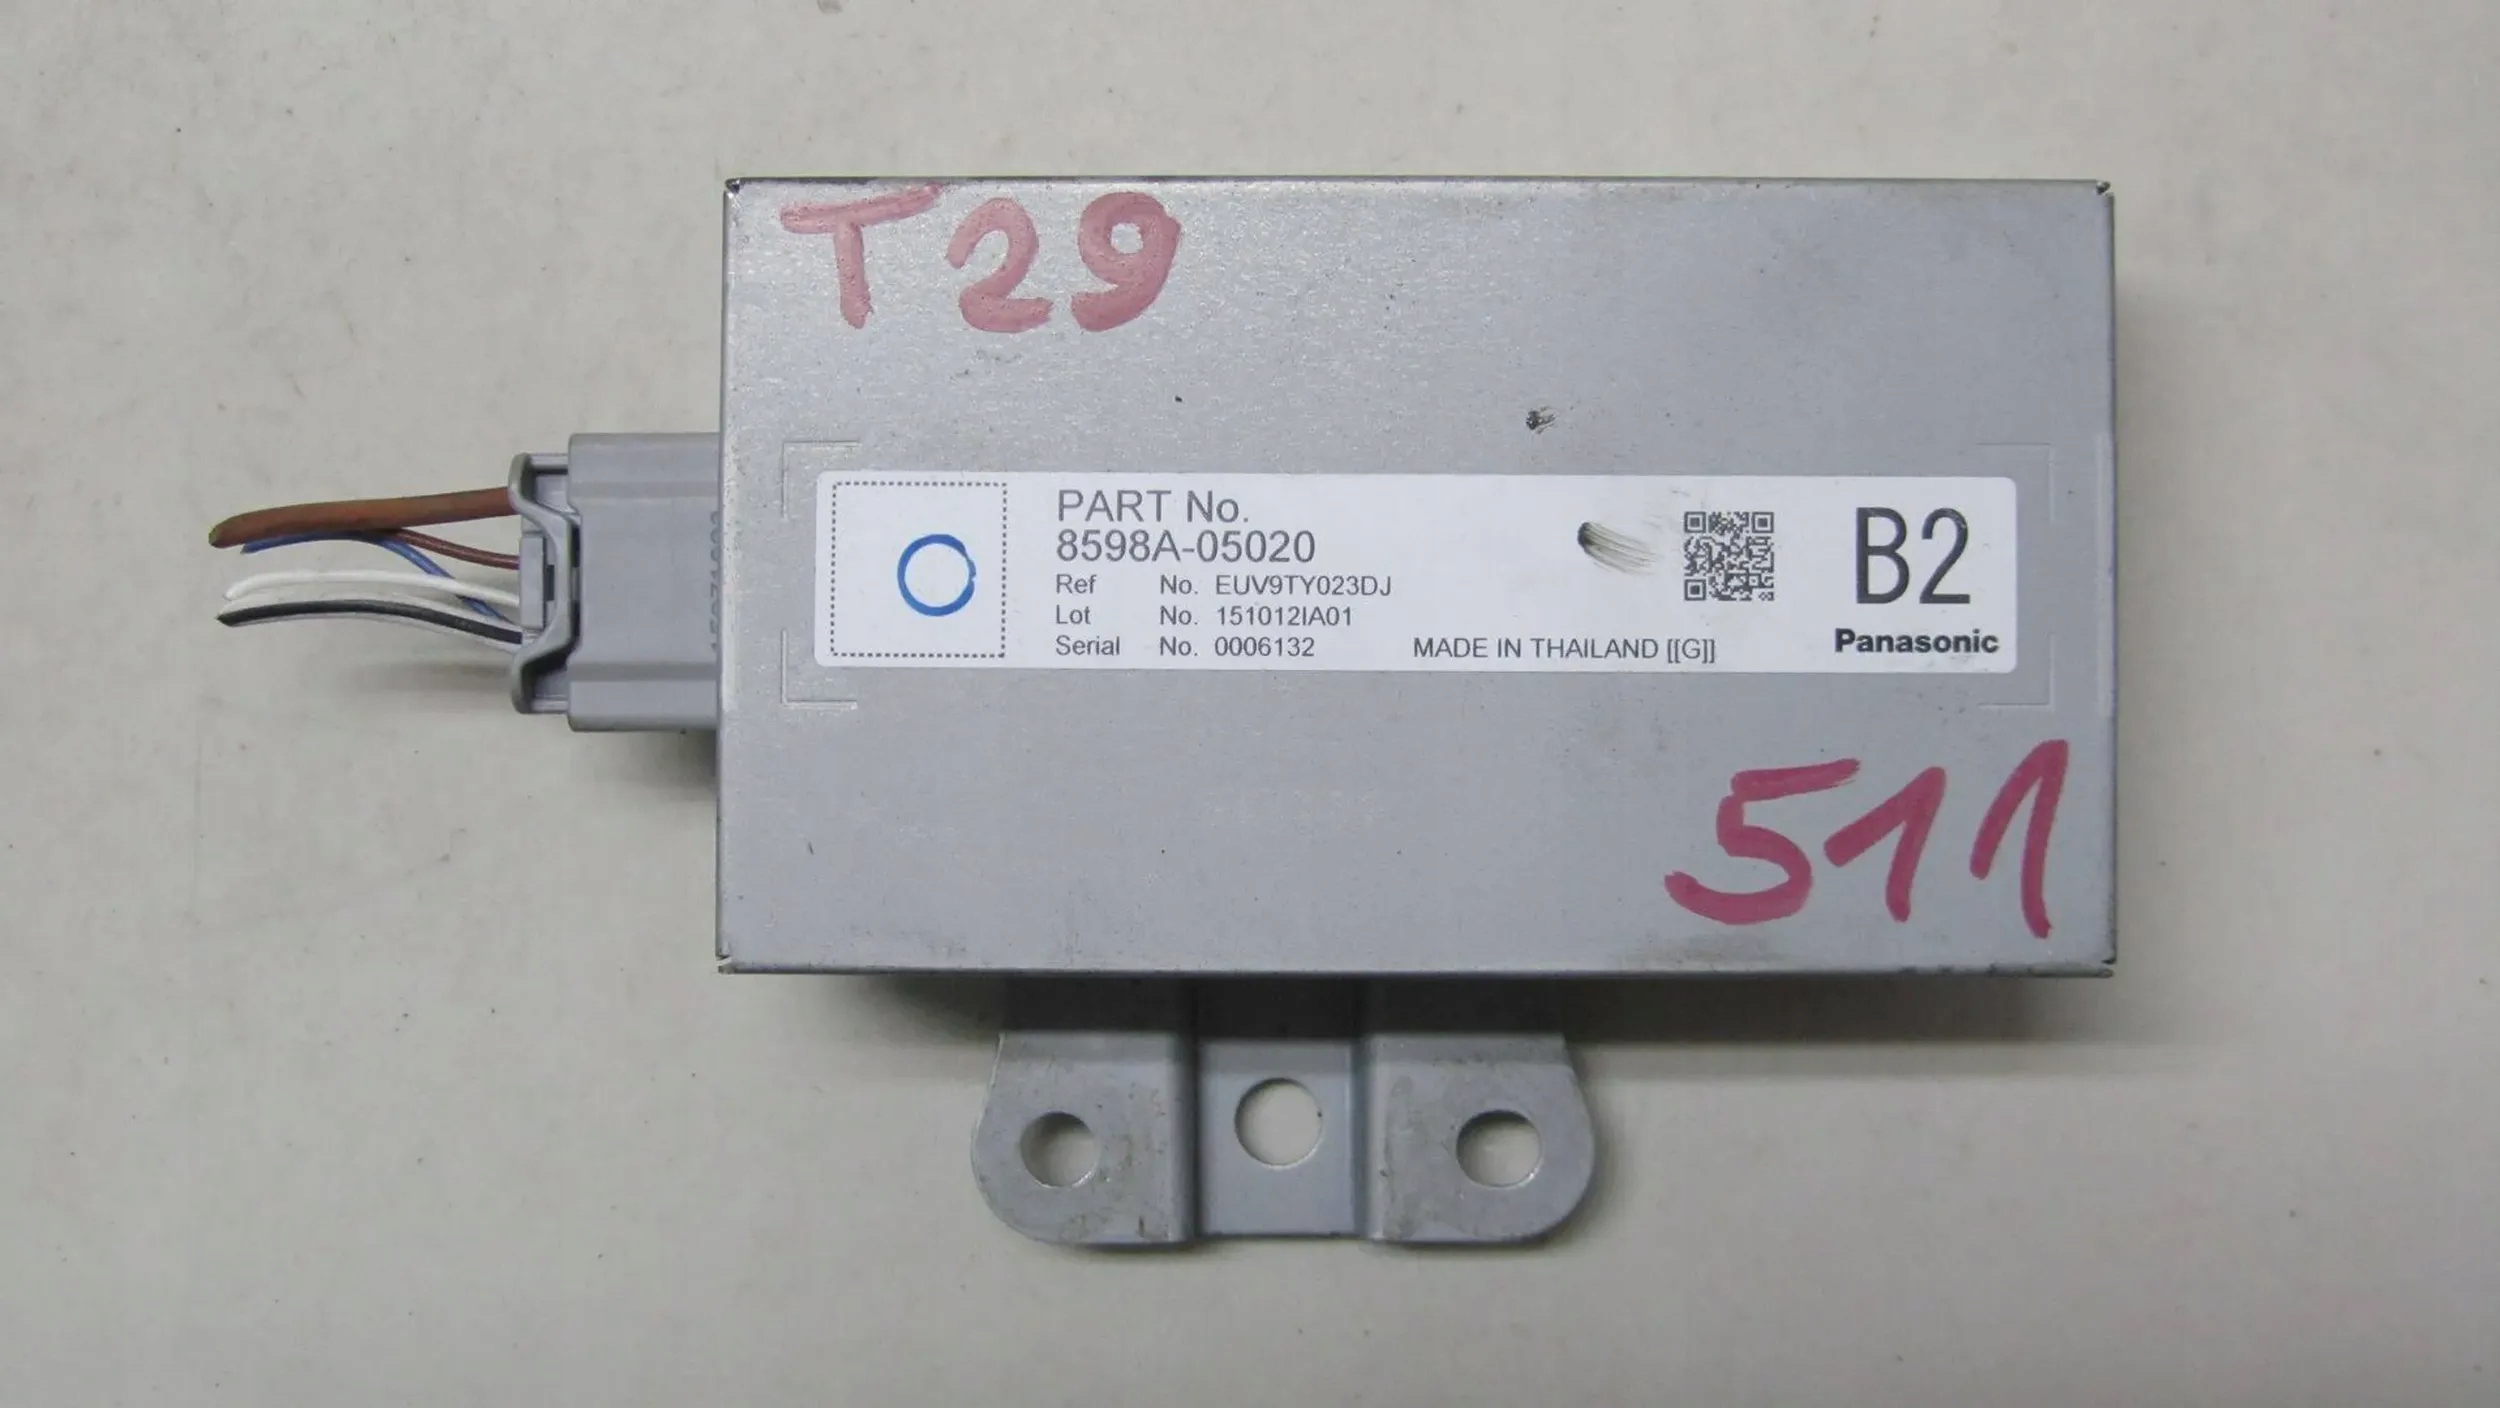 T29
PART No.
8598A-05020
Ref No. EUV9TY023DJ
Lot No. 151012IA01
Serial No. 0006132
MADE IN THAILAND [[G]]
B2
Panasonic
511